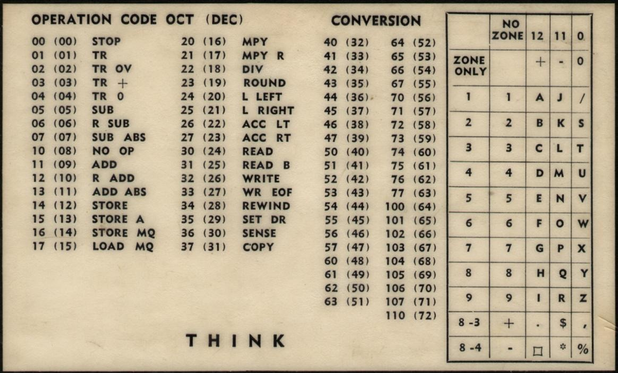 OPERATION CODE OCT (DEC) CONVERSION NO ZONE 12 11 0
00 (00) STOP 20 (16) MPY 40 (32) 64 (52) ZONE ONLY + - 0
01 (01) TR 21 (17) MPY R 41 (33) 65 (53)
02 (02) TR OV 22 (18) DIV 42 (34) 66 (54)
03 (03) TR + 23 (19) ROUND 43 (35) 67 (55)
04 (04) TR 0 24 (20) L LEFT 44 (36) 70 (56) 1 1 A J /
05 (05) SUB 25 (21) L RIGHT 45 (37) 71 (57)
06 (06) R SUB 26 (22) ACC LT 46 (38) 72 (58) 2 2 B K S
07 (07) SUB ABS 27 (23) ACC RT 47 (39) 73 (59)
10 (08) NO OP 30 (24) READ 50 (40) 74 (60) 3 3 C L T
11 (09) ADD 31 (25) READ B 51 (41) 75 (61)
12 (10) R ADD 32 (26) WRITE 52 (42) 76 (62) 4 4 D M U
13 (11) ADD ABS 33 (27) WR EOF 53 (43) 77 (63)
14 (12) STORE 34 (28) REWIND 54 (44) 100 (64) 5 5 E N V
15 (13) STORE A 35 (29) SET DR 55 (45) 101 (65)
16 (14) STORE MQ 36 (30) SENSE 56 (46) 102 (66) 6 6 F O W
17 (15) LOAD MQ 37 (31) COPY 57 (47) 103 (67) 7 7 G P X
60 (48) 104 (68)
61 (49) 105 (69) 8 8 H Q Y
62 (50) 106 (70)
63 (51) 107 (71) 9 9 I R Z
110 (72)
8-3 + . $ ,
8-4 - □ * %
THINK